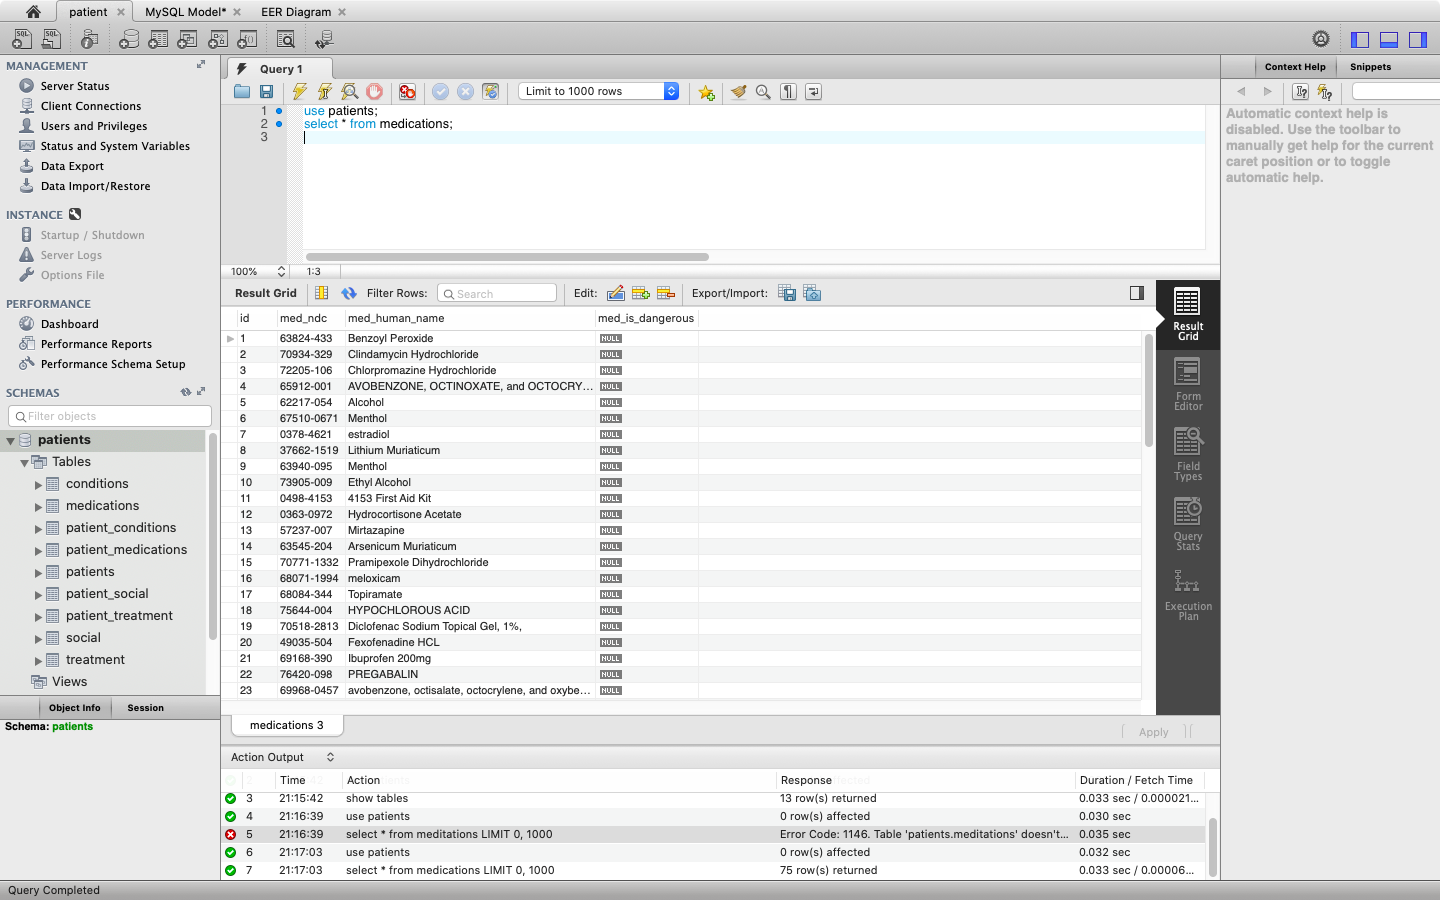 patient
MySQL Model*
EER Diagram
MANAGEMENT
Server Status
Client Connections
Users and Privileges
Status and System Variables
Data Export
Data Import/Restore
INSTANCE
Startup / Shutdown
Server Logs
Options File
PERFORMANCE
Dashboard
Performance Reports
Performance Schema Setup
SCHEMAS
Filter objects
patients
Tables
conditions
medications
patient_conditions
patient_medications
patients
patient_social
patient_treatment
social
treatment
Views
Object Info Session
Schema: patients
Query 1
Limit to 1000 rows
1 use patients;
2 select * from medications;
3
100% 1:3
Result Grid Filter Rows: Search Edit: Export/Import:
id med_ndc med_human_name med_is_dangerous
1 63824-433 Benzoyl Peroxide NULL
2 70934-329 Clindamycin Hydrochloride NULL
3 72205-106 Chlorpromazine Hydrochloride NULL
4 65912-001 AVOBENZONE, OCTINOXATE, and OCTOCRY... NULL
5 62217-054 Alcohol NULL
6 67510-0671 Menthol NULL
7 0378-4621 estradiol NULL
8 37662-1519 Lithium Muriaticum NULL
9 63940-095 Menthol NULL
10 73905-009 Ethyl Alcohol NULL
11 0498-4153 4153 First Aid Kit NULL
12 0363-0972 Hydrocortisone Acetate NULL
13 57237-007 Mirtazapine NULL
14 63545-204 Arsenicum Muriaticum NULL
15 70771-1332 Pramipexole Dihydrochloride NULL
16 68071-1994 meloxicam NULL
17 68084-344 Topiramate NULL
18 75644-004 HYPOCHLOROUS ACID NULL
19 70518-2813 Diclofenac Sodium Topical Gel, 1%, NULL
20 49035-504 Fexofenadine HCL NULL
21 69168-390 Ibuprofen 200mg NULL
22 76420-098 PREGABALIN NULL
23 69968-0457 avobenzone, octisalate, octocrylene, and oxybe... NULL
Result Grid
Form Editor
Field Types
Query Stats
Execution Plan
medications 3
Apply
Action Output
Time Action Response Duration / Fetch Time
3 21:15:42 show tables 13 row(s) returned 0.033 sec / 0.000021...
4 21:16:39 use patients 0 row(s) affected 0.030 sec
5 21:16:39 select * from meditations LIMIT 0, 1000 Error Code: 1146. Table 'patients.meditations' doesn't... 0.035 sec
6 21:17:03 use patients 0 row(s) affected 0.032 sec
7 21:17:03 select * from medications LIMIT 0, 1000 75 row(s) returned 0.033 sec / 0.00006...
Context Help Snippets
Automatic context help is
disabled. Use the toolbar to
manually get help for the current
caret position or to toggle
automatic help.
Query Completed